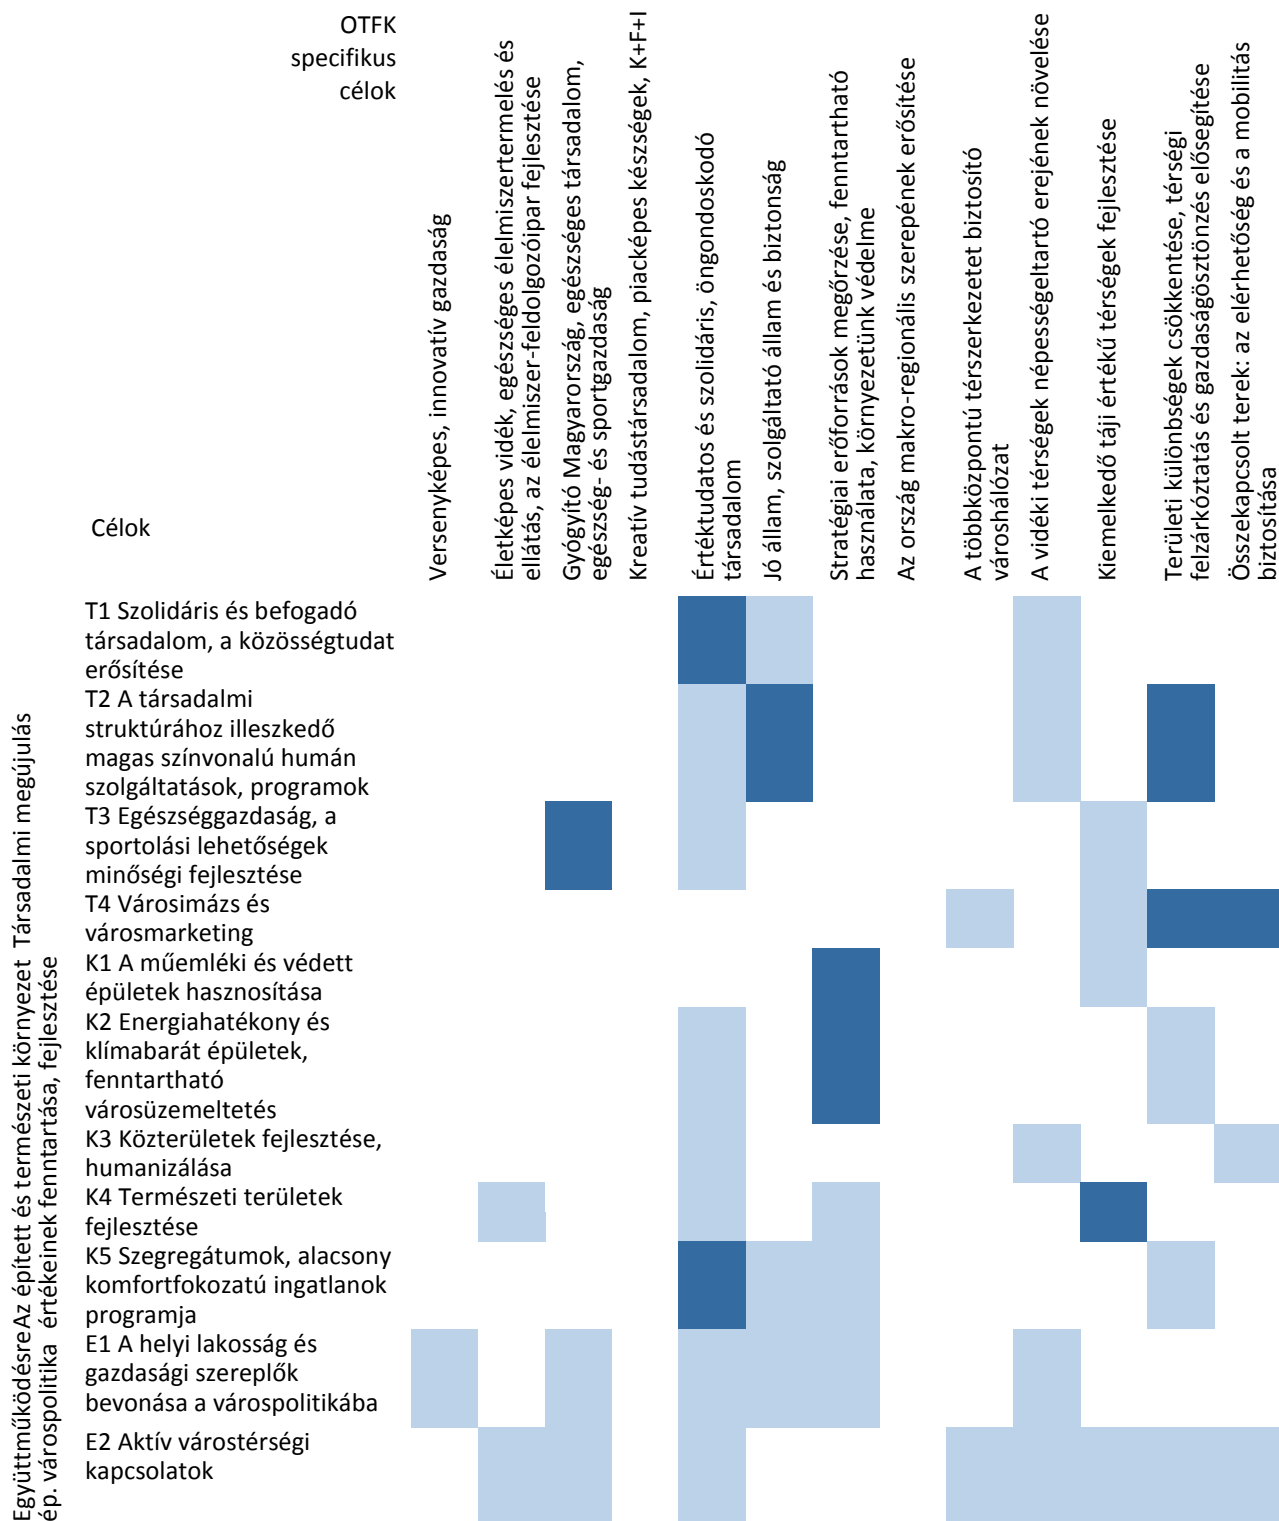 OTFK
specifikus
célok
Célok
Versenyképes, innovatív gazdaság
Életképes vidék, egészséges élelmiszertermelés és
ellátás, az élelmiszer-feldolgozóipar fejlesztése
Gyógyító Magyarország, egészséges társadalom,
egészség- és sportgazdaság
Kreatív tudástársadalom, piacképes készségek, K+F+I
Értéktudatos és szolidáris, öngondoskodó
társadalom
Jó állam, szolgáltató állam és biztonság
Stratégiai erőforrások megőrzése, fenntartható
használata, környezetünk védelme
Az ország makro-regionális szerepének erősítése
A többközpontú térszerkezetet biztosító
városhálózat
A vidéki térségek népességeltartó erejének növelése
Kiemelkedő táji értékű térségek fejlesztése
Területi különbségek csökkentése, térségi
felzárkóztatás és gazdaságösztönzés elősegítése
Összekapcsolt terek: az elérhetőség és a mobilitás
biztosítása
Társadalmi megújulás
T1 Szolidáris és befogadó
társadalom, a közösségtudat
erősítése
T2 A társadalmi
struktúrához illeszkedő
magas színvonalú humán
szolgáltatások, programok
T3 Egészséggazdaság, a
sportolási lehetőségek
minőségi fejlesztése
T4 Városimázs és
városmarketing
Az épített és természeti környezet
értékeinek fenntartása, fejlesztése
K1 A műemléki és védett
épületek hasznosítása
K2 Energiahatékony és
klímabarát épületek,
fenntartható
városüzemeltetés
K3 Közterületek fejlesztése,
humanizálása
K4 Természeti területek
fejlesztése
K5 Szegregátumok, alacsony
komfortfokozatú ingatlanok
programja
Együttműködésre
ép. várospolitika
E1 A helyi lakosság és
gazdasági szereplők
bevonása a várospolitikába
E2 Aktív várostérségi
kapcsolatok